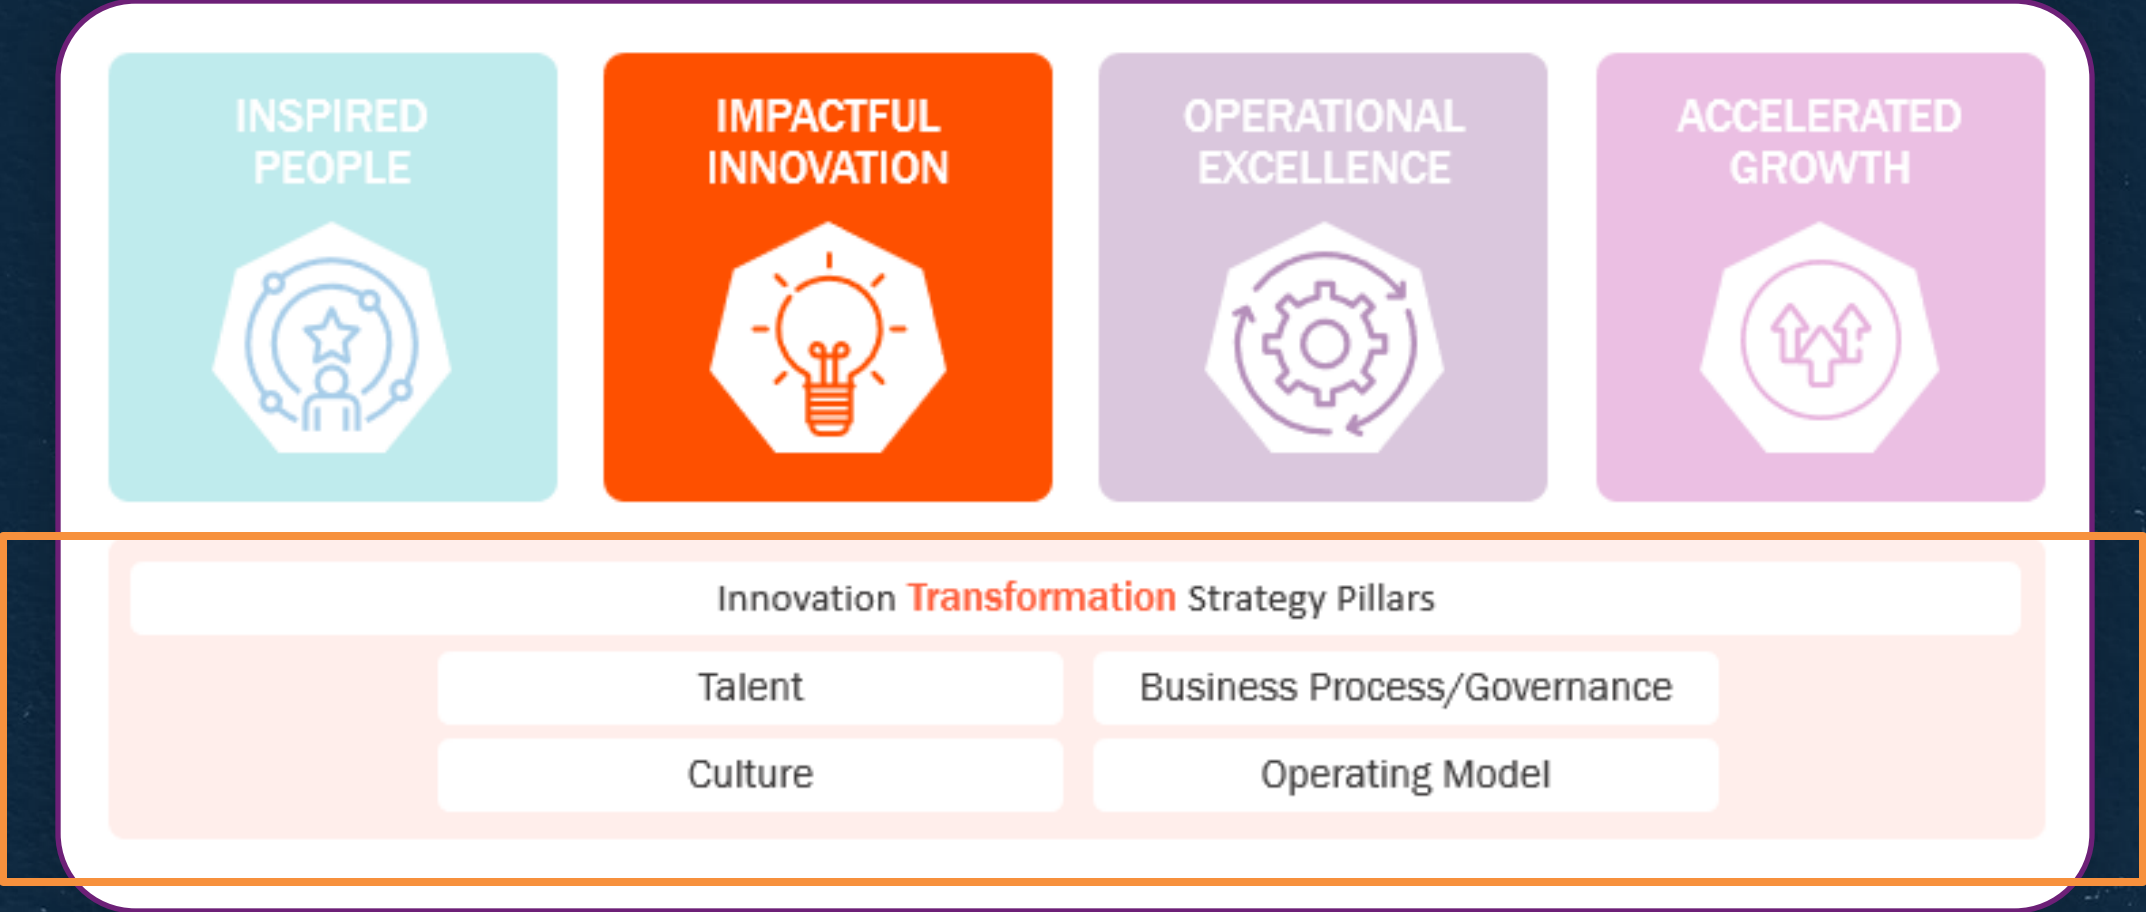 INSPIRED
PEOPLE
IMPACTFUL
INNOVATION
OPERATIONAL
EXCELLENCE
ACCELERATED
GROWTH
Innovation Transformation Strategy Pillars
Talent
Business Process/Governance
Culture
Operating Model